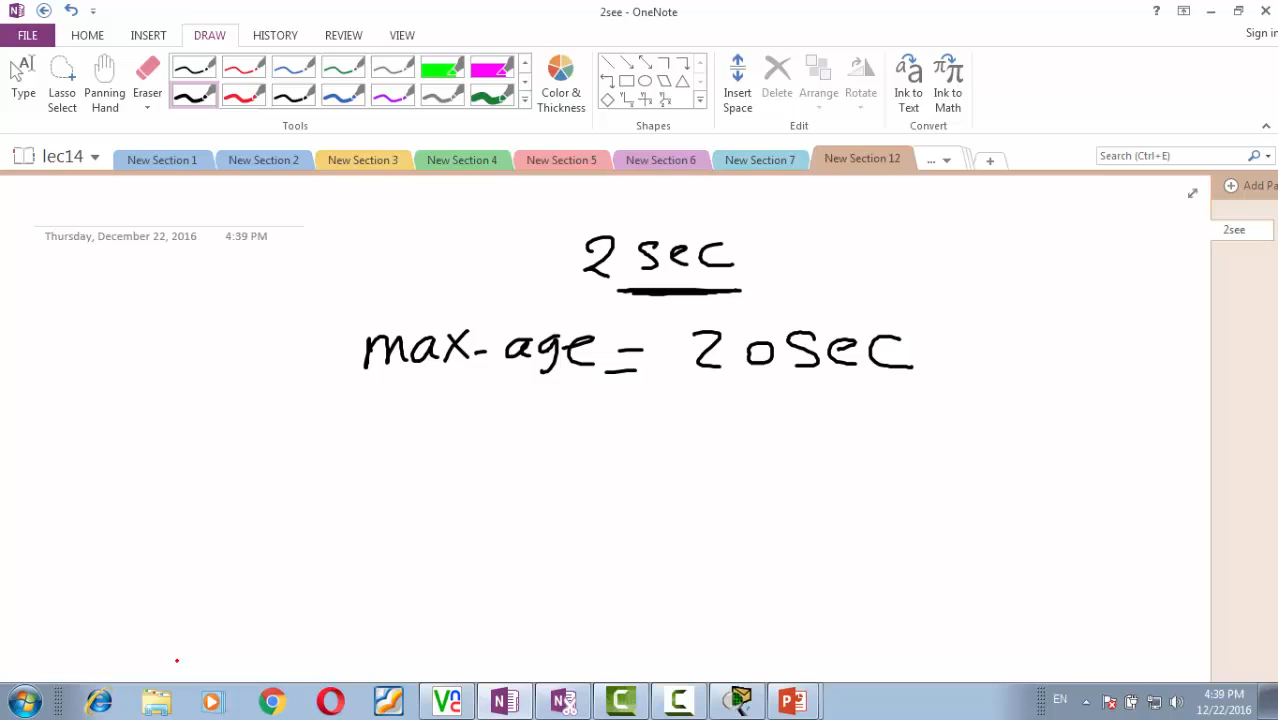 2see - OneNote
? Sign in
FILE HOME INSERT DRAW HISTORY REVIEW VIEW
Type Lasso Select Panning Hand Eraser Color & Thickness Insert Space Delete Arrange Rotate Ink to Text Ink to Math
Tools Shapes Edit Convert
lec14 New Section 1 New Section 2 New Section 3 New Section 4 New Section 5 New Section 6 New Section 7 New Section 12 ... Search (Ctrl+E)
Add Pa
2see
Thursday, December 22, 2016 4:39 PM
2 sec
max-age = 20sec
EN 4:39 PM
12/22/2016